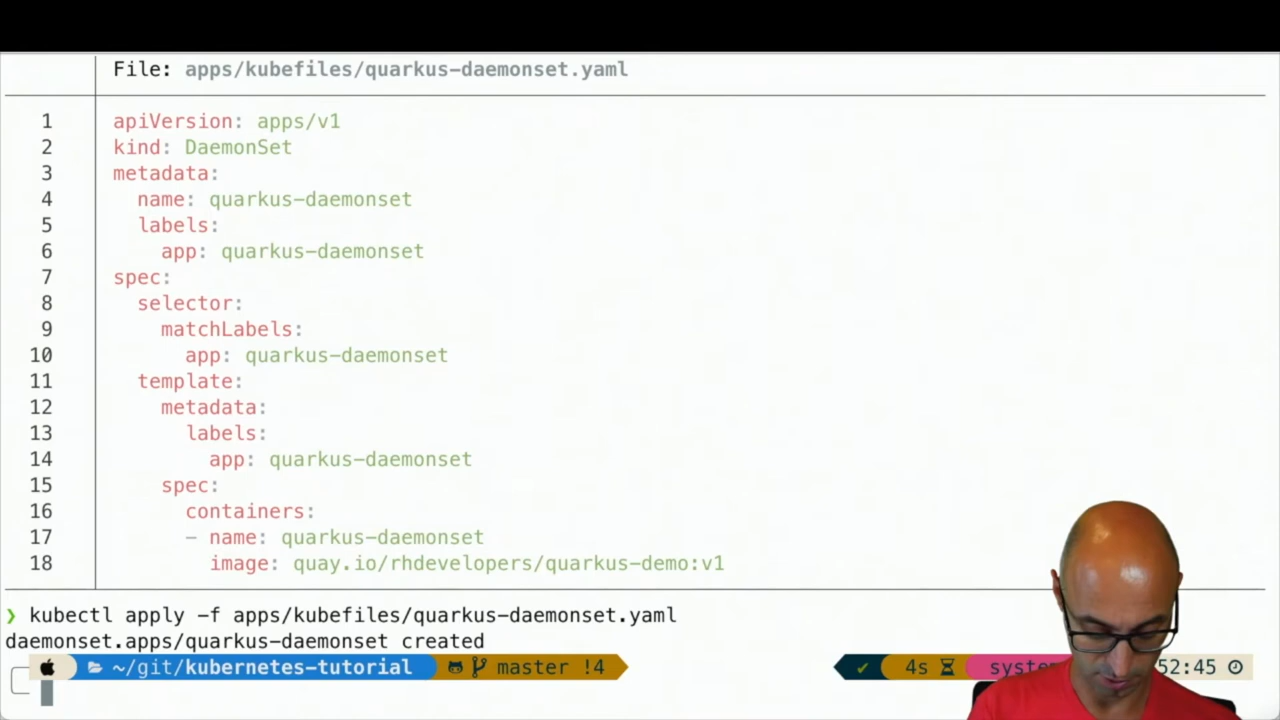 File: apps/kubefiles/quarkus-daemonset.yaml
1 apiVersion: apps/v1
2 kind: DaemonSet
3 metadata:
4   name: quarkus-daemonset
5   labels:
6     app: quarkus-daemonset
7 spec:
8   selector:
9     matchLabels:
10       app: quarkus-daemonset
11   template:
12     metadata:
13       labels:
14         app: quarkus-daemonset
15     spec:
16       containers:
17       - name: quarkus-daemonset
18         image: quay.io/rhdevelopers/quarkus-demo:v1
❯ kubectl apply -f apps/kubefiles/quarkus-daemonset.yaml
daemonset.apps/quarkus-daemonset created
~/git/kubernetes-tutorial master !4 ✔ 4s 52:45